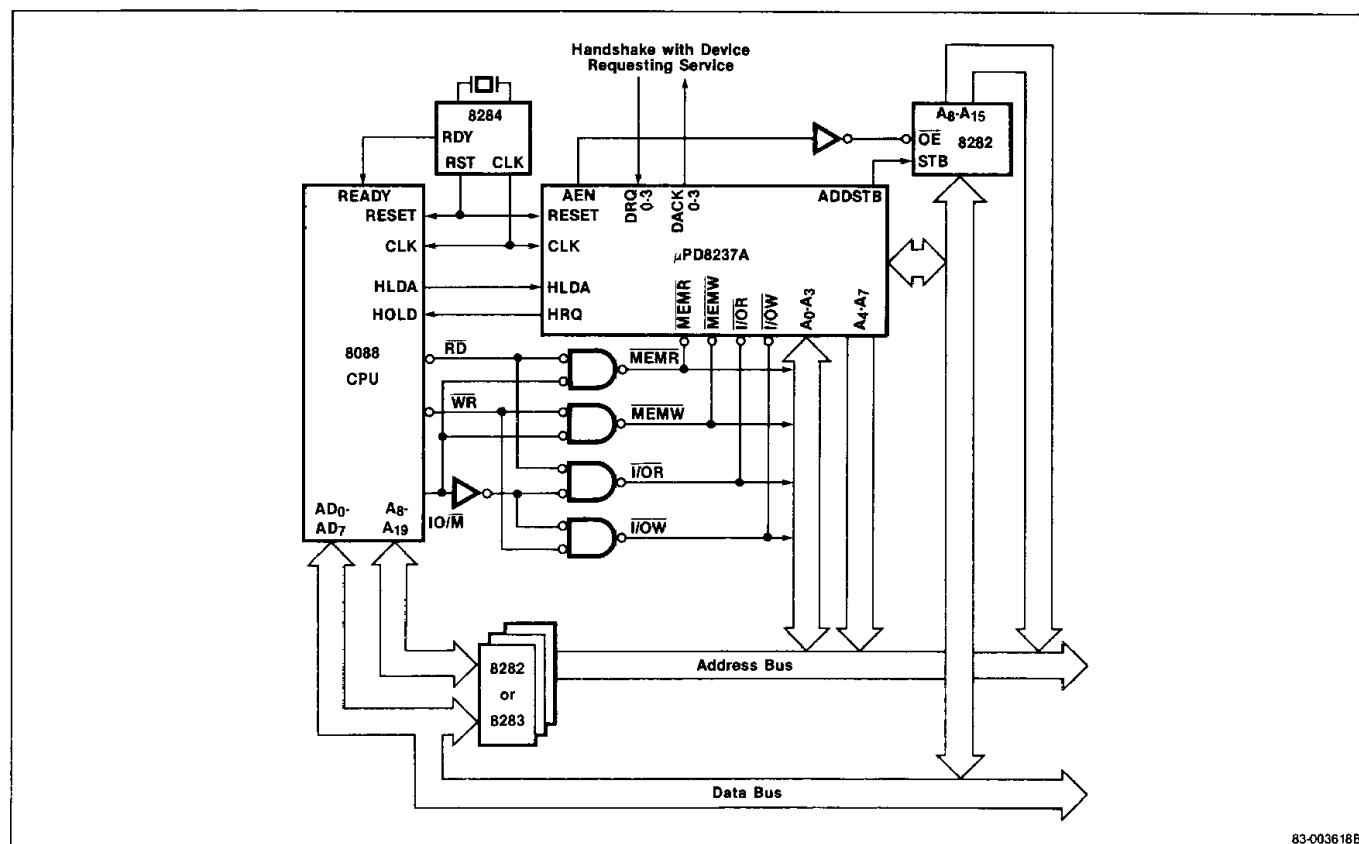 Handshake with Device
Requesting Service
8284
RDY
RST CLK
A8-A15
OE
8282
STB
READY
RESET
CLK
HLDA
HOLD
8088
CPU
RD
WR
AD0-
AD7
A8-
A19
IO/M
AEN
DRQ
0-3
DACK
0-3
ADDSTB
RESET
CLK
μPD8237A
HLDA
HRQ
MEMR
MEMW
I/OR
I/OW
A0-A3
A4-A7
MEMR
MEMW
I/OR
I/OW
8282
or
8283
Address Bus
Data Bus
83-003618B